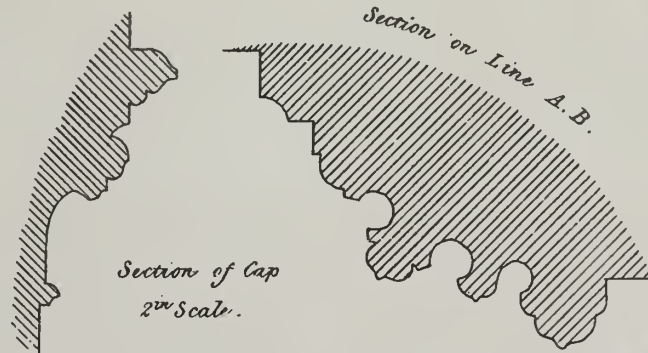 Section on Line A.B.
Section of Cap
2in Scale.